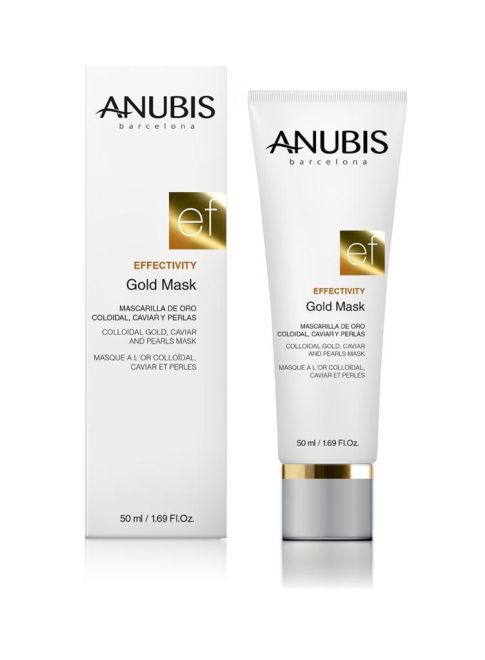 ANUBIS
barcelona
ef
EFFECTIVITY
Gold Mask
MASCARILLA DE ORO
COLOIDAL, CAVIAR Y PERLAS
COLLOIDAL GOLD, CAVIAR
AND PEARLS MASK
MASQUE A L´OR COLLOÏDAL,
CAVIAR ET PERLES
50 ml / 1.69 Fl.Oz.
ANUBIS
barcelona
ef
EFFECTIVITY
Gold Mask
MASCARILLA DE ORO
COLOIDAL, CAVIAR Y PERLAS
COLLOIDAL GOLD, CAVIAR
AND PEARLS MASK
MASQUE A L´OR COLLOÏDAL,
CAVIAR ET PERLES
50 ml / 1.69 Fl.Oz.